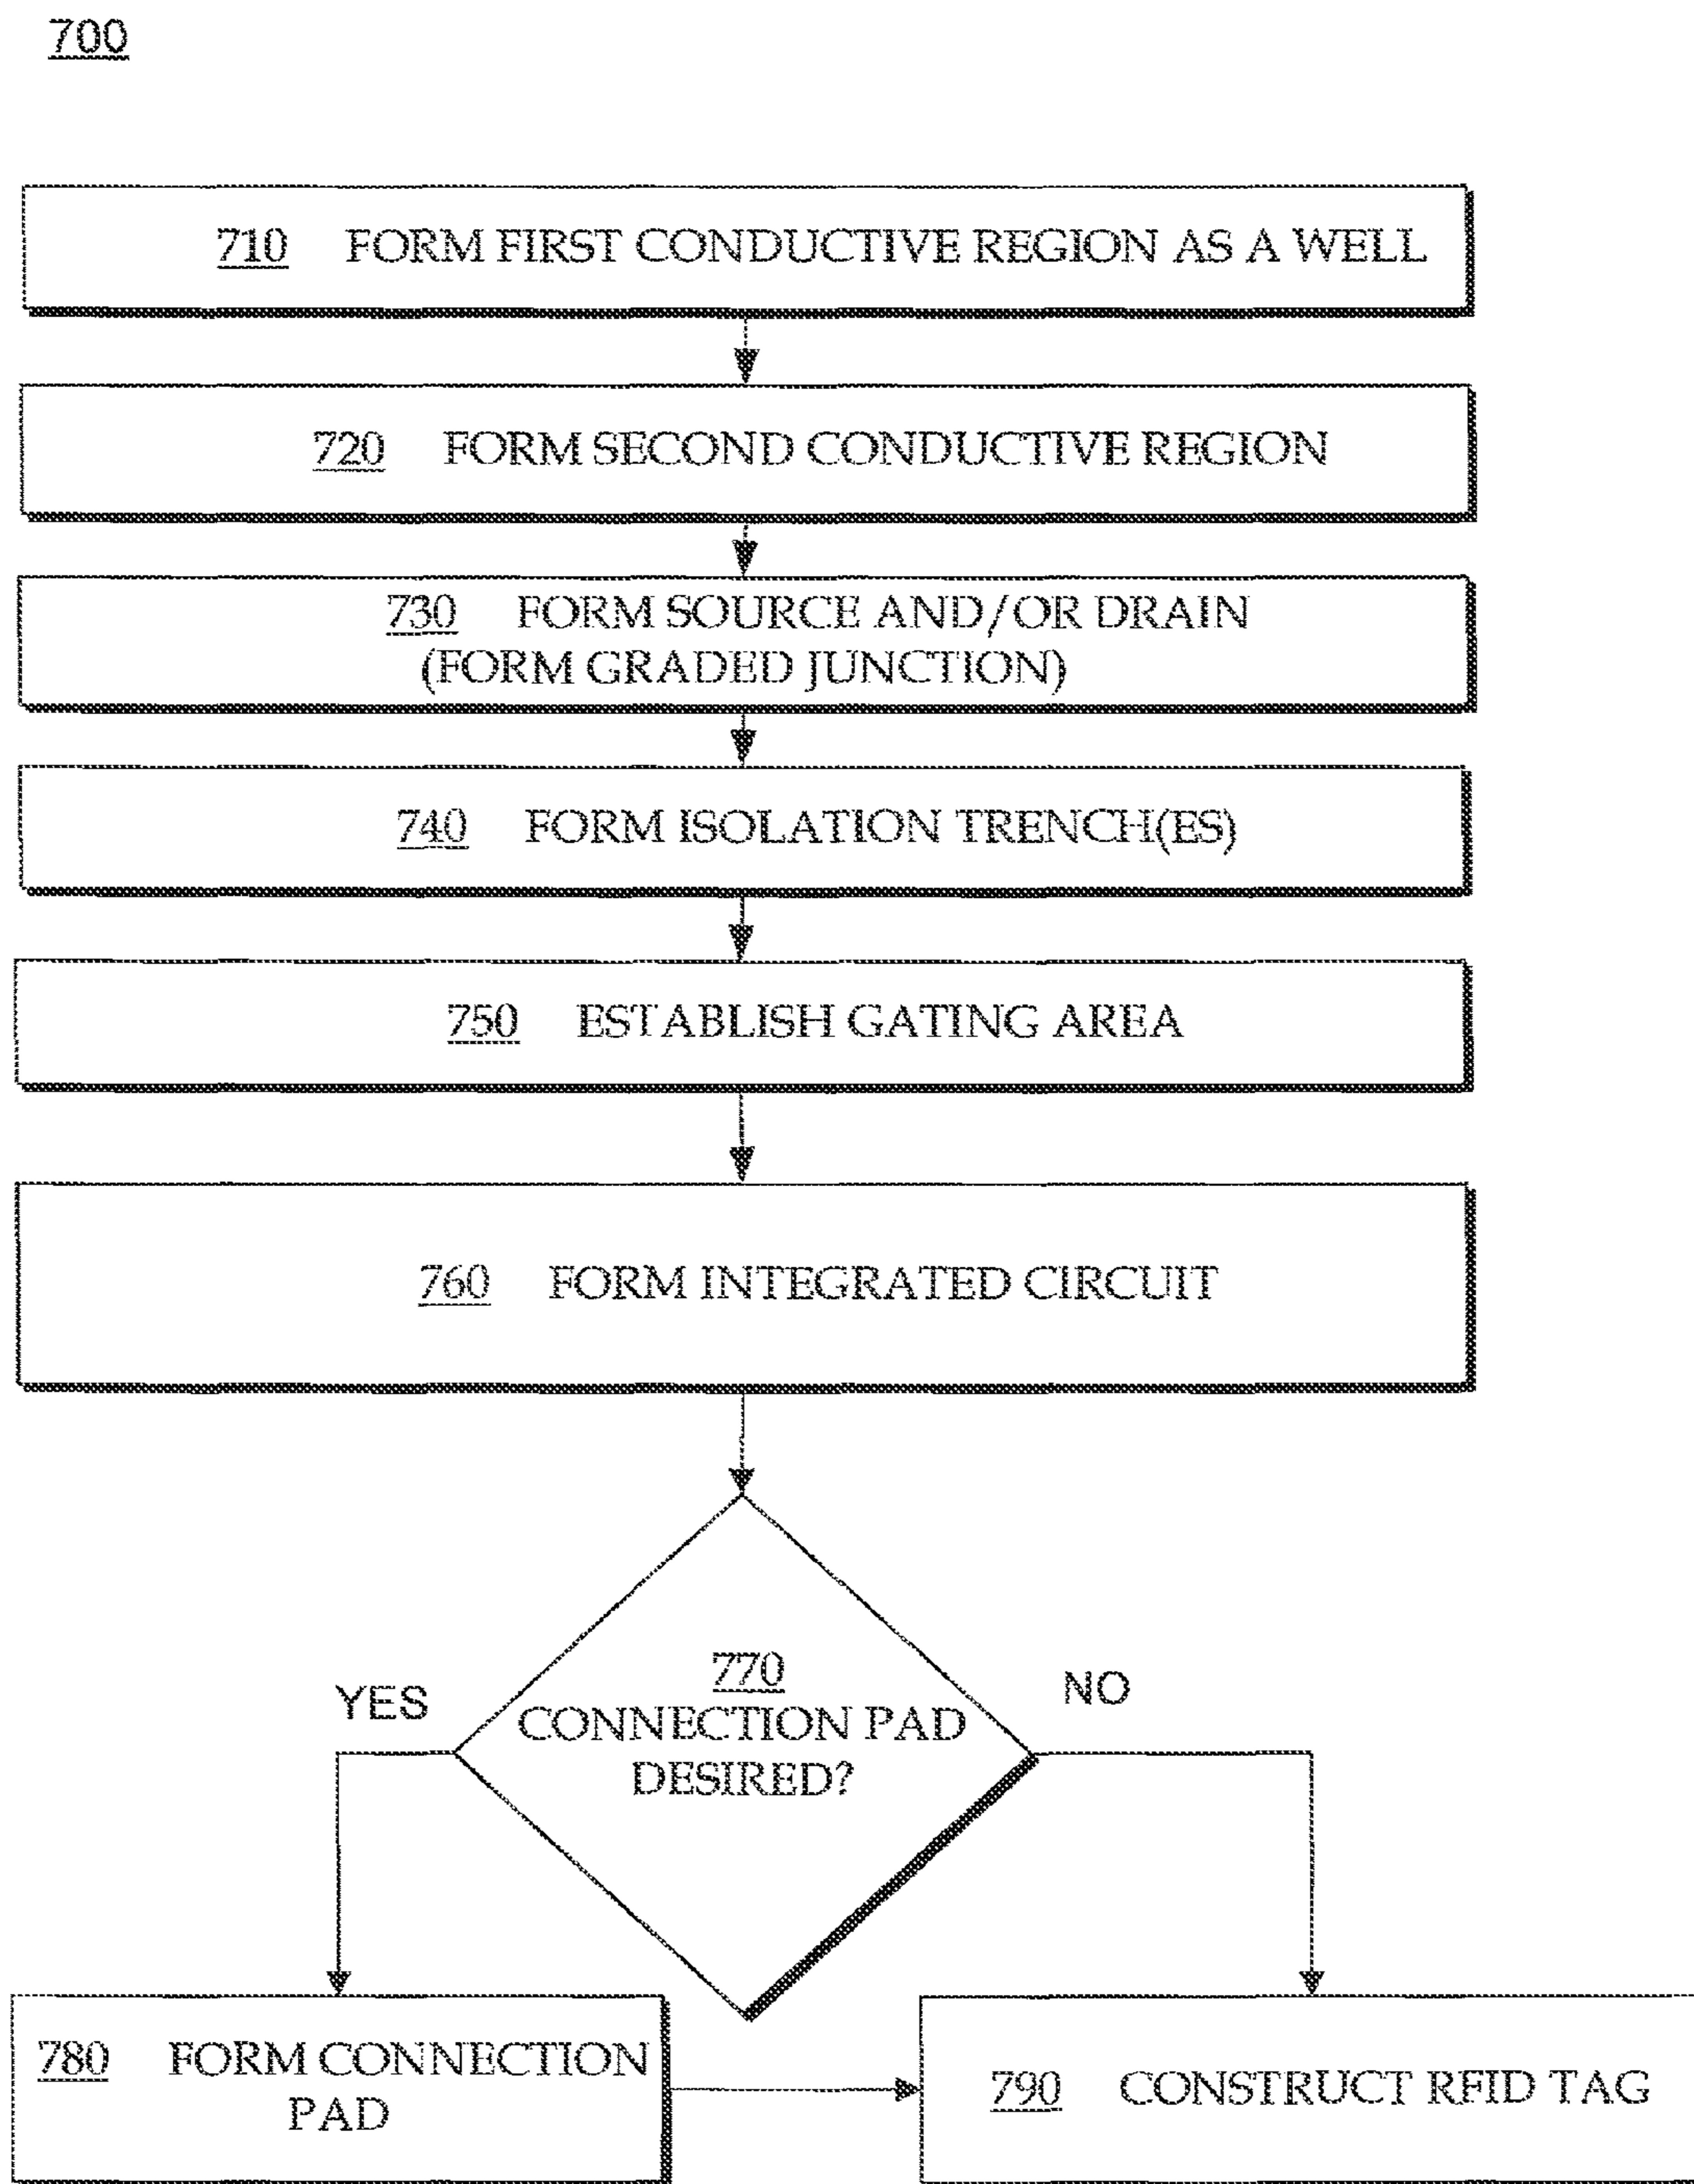 700
710 FORM FIRST CONDUCTIVE REGION AS A WELL
720 FORM SECOND CONDUCTIVE REGION
730 FORM SOURCE AND/OR DRAIN
(FORM GRADED JUNCTION)
740 FORM ISOLATION TRENCH(ES)
750 ESTABLISH GATING AREA
760 FORM INTEGRATED CIRCUIT
770
CONNECTION PAD
DESIRED?
YES
NO
780 FORM CONNECTION
PAD
790 CONSTRUCT RFID TAG